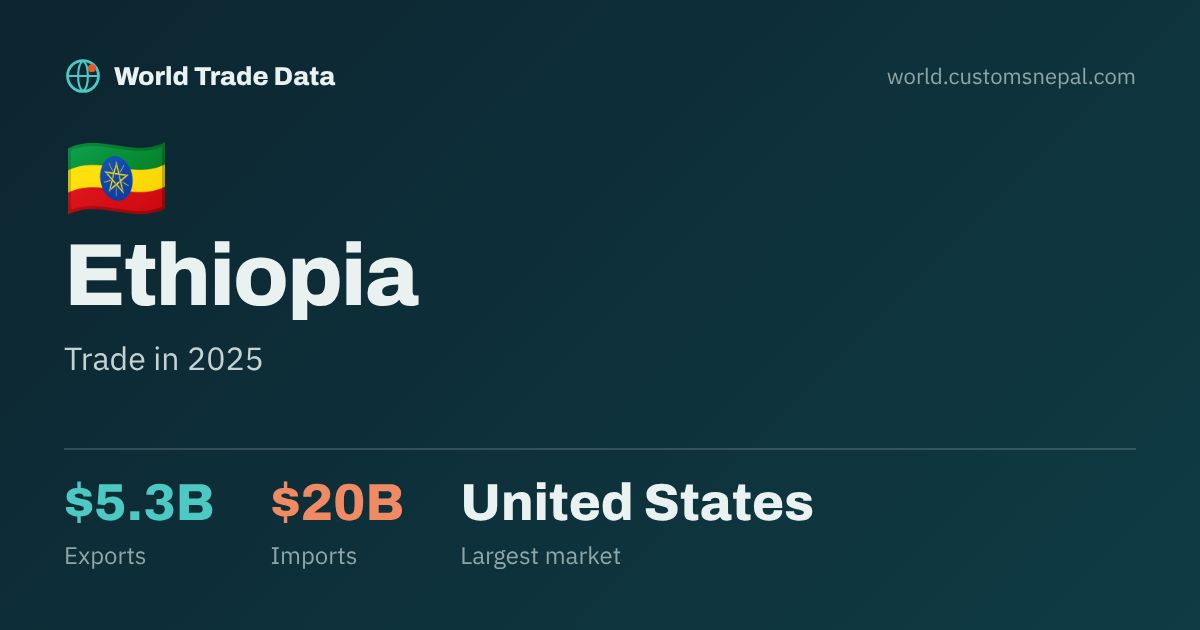 World Trade Data
world.customsnepal.com
Ethiopia
Trade in 2025
$5.3B
Exports
$20B
Imports
United States
Largest market